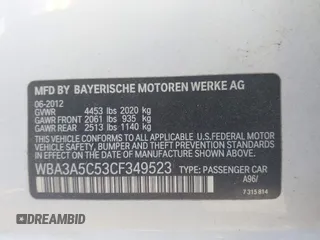 MFD BY BAYERISCHE MOTOREN WERKE AG
06-2012
GVWR 4453 lbs 2020 kg
GAWR FRONT 2061 lbs 935 kg
GAWR REAR 2513 lbs 1140 kg
THIS VEHICLE CONFORMS TO ALL APPLICABLE U.S. FEDERAL
MOTOR VEHICLE SAFETY, BUMPER, AND THEFT PREVENTION
STANDARDS IN EFFECT ON THE DATE OF MANUFACTURE SHOWN ABOVE.
WBA3A5C53CF349523 TYPE: PASSENGER CAR
A96/
7 315 814
DCARFAX.COM